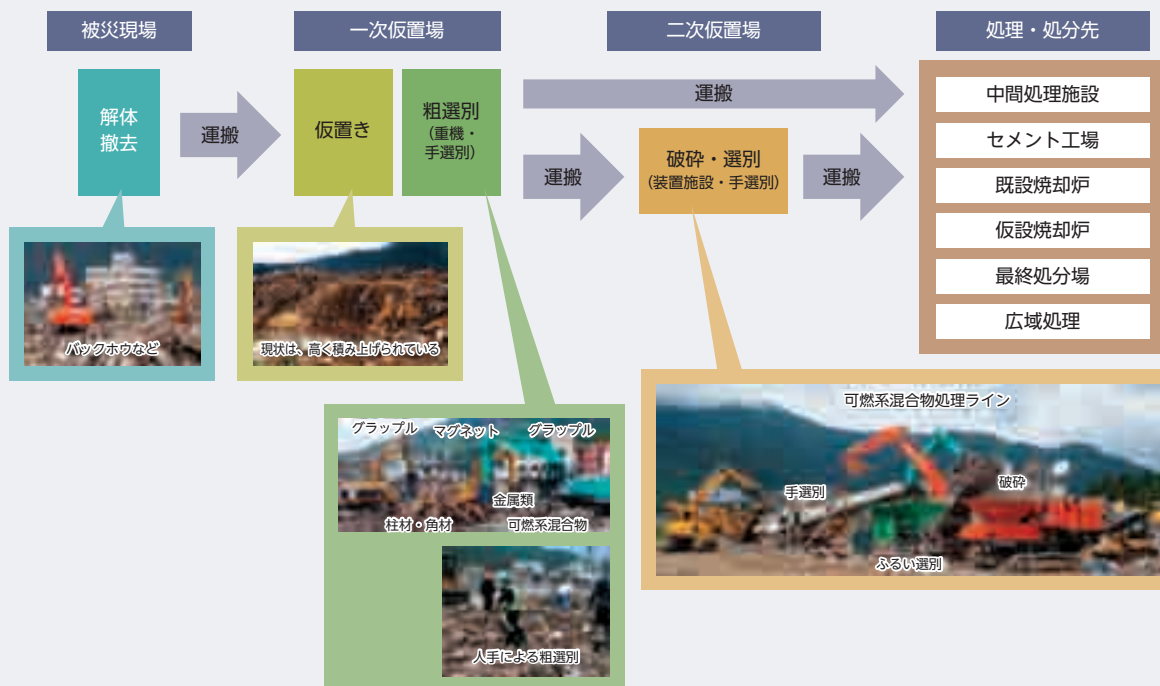 被災現場
一次仮置場
二次仮置場
処理・処分先
解体
撤去
運搬
仮置き
粗選別
(重機・
手選別)
運搬
運搬
破砕・選別
(装置施設・手選別)
運搬
中間処理施設
セメント工場
既設焼却炉
仮設焼却炉
最終処分場
広域処理
バックホウなど
現状は、高く積み上げられている
グラップル
マグネット
グラップル
金属類
柱材・角材
可燃系混合物
人手による粗選別
可燃系混合物処理ライン
手選別
破砕
ふるい選別